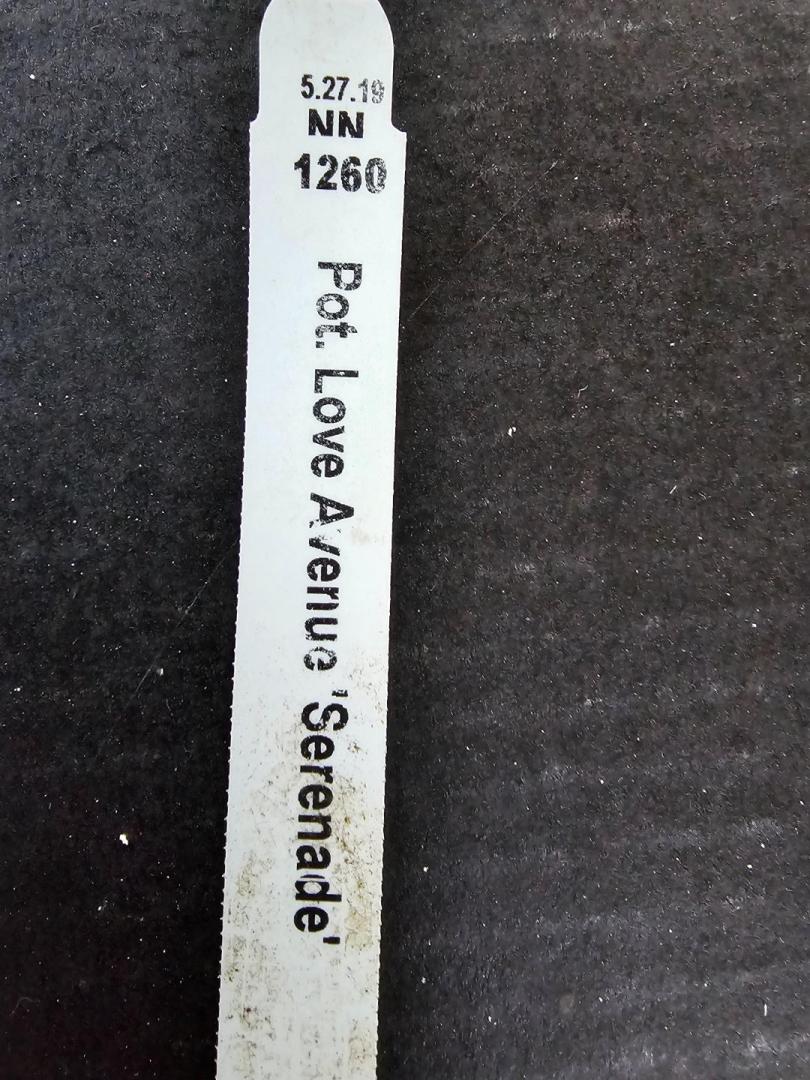 5.27.19
NN
1260
Pot. Love Avenue 'Serenade'